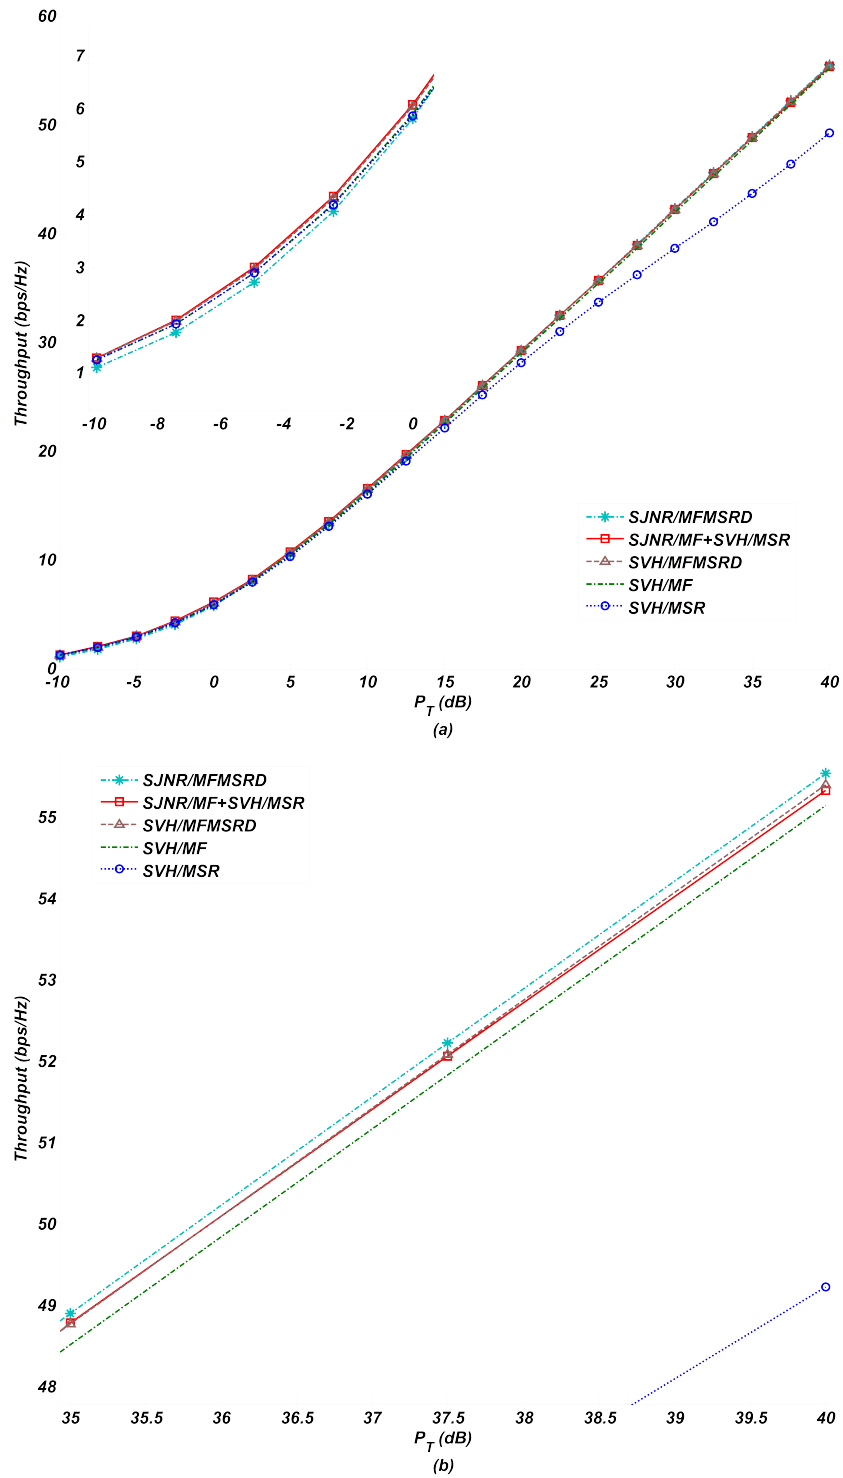 60
50
40
30
20
10
0
Throughput (bps/Hz)
7
6
5
4
3
2
1
-10 -8 -6 -4 -2 0
SJNR/MFMSRD
SJNR/MF+SVH/MSR
SVH/MFMSRD
SVH/MF
SVH/MSR
-10 -5 0 5 10 15 20 25 30 35 40
P_T (dB)
(a)
SJNR/MFMSRD
SJNR/MF+SVH/MSR
SVH/MFMSRD
SVH/MF
SVH/MSR
55
54
53
52
51
50
49
48
Throughput (bps/Hz)
35 35.5 36 36.5 37 37.5 38 38.5 39 39.5 40
P_T (dB)
(b)